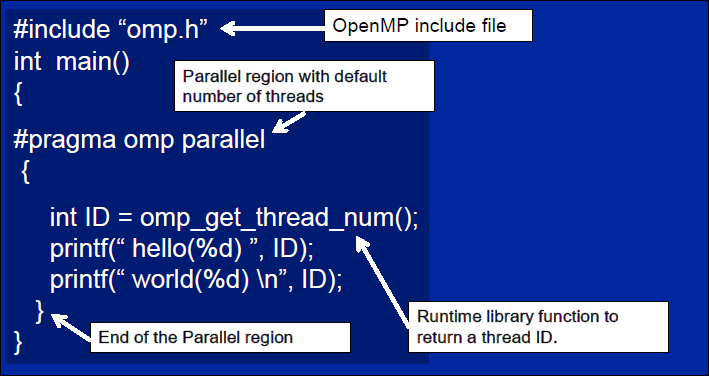 #include “omp.h”
OpenMP include file
int main()
{
Parallel region with default
number of threads
#pragma omp parallel
{
int ID = omp_get_thread_num();
printf(“ hello(%d) ”, ID);
printf(“ world(%d) \n”, ID);
}
End of the Parallel region
Runtime library function to
return a thread ID.
}